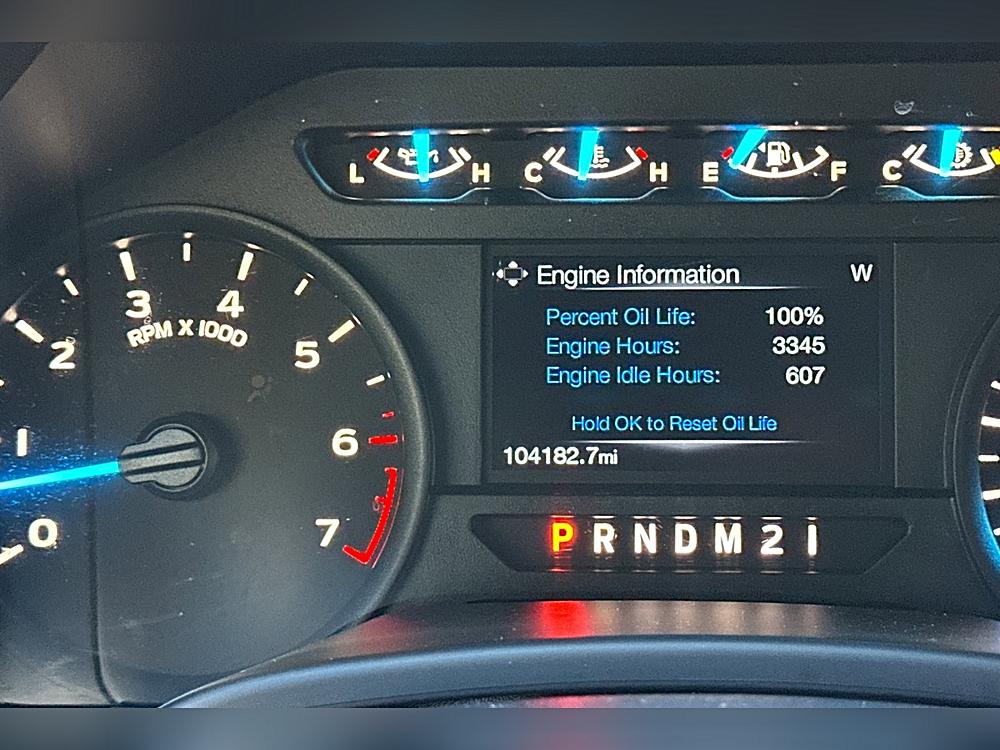 L H C H E F C
Engine Information W
Percent Oil Life: 100%
Engine Hours: 3345
Engine Idle Hours: 607
Hold OK to Reset Oil Life
104182.7mi
P R N D M 2 1
0 1 2 3 4 5 6 7
RPM X 1000